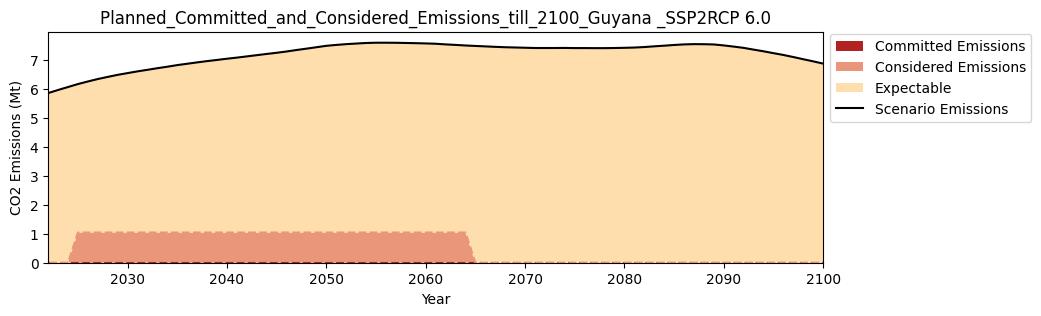 Planned_Committed_and_Considered_Emissions_till_2100_Guyana _SSP2RCP 6.0
CO2 Emissions (Mt)
7
6
5
4
3
2
1
0
2030 2040 2050 2060 2070 2080 2090 2100
Year
Committed Emissions
Considered Emissions
Expectable
Scenario Emissions